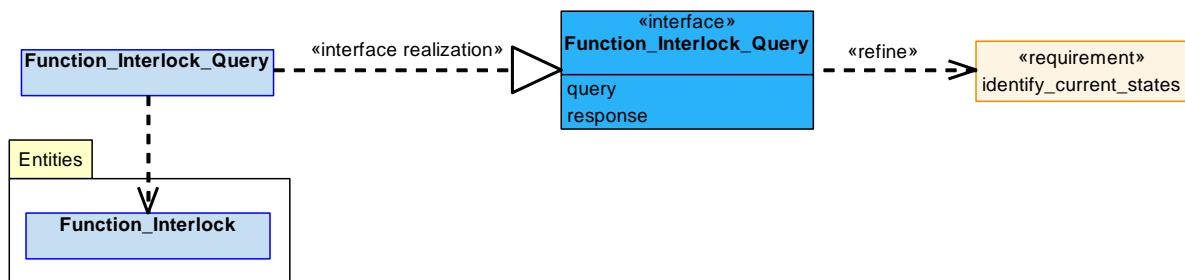 «interface»
«interface realization»
Function_Interlock_Query
«refine»
Function_Interlock_Query
«requirement»
identify_current_states
query
response
Entities
Function_Interlock